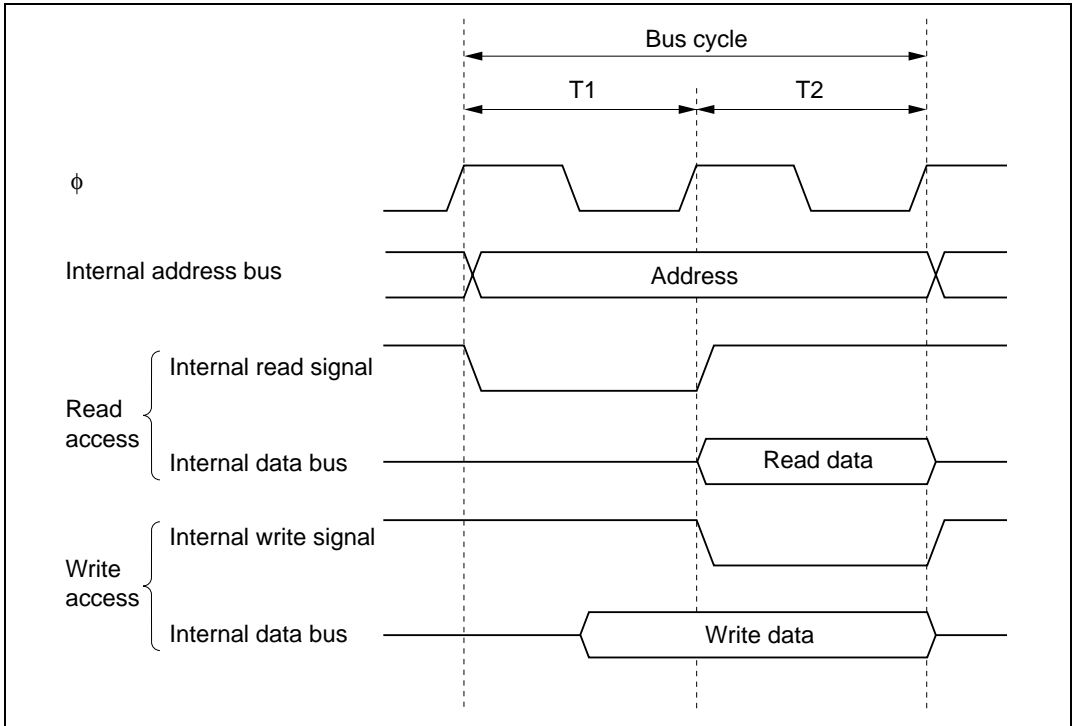 Bus cycle
T1 T2
ϕ
Internal address bus Address
Internal read signal
Read
access
Internal data bus Read data
Internal write signal
Write
access
Internal data bus Write data